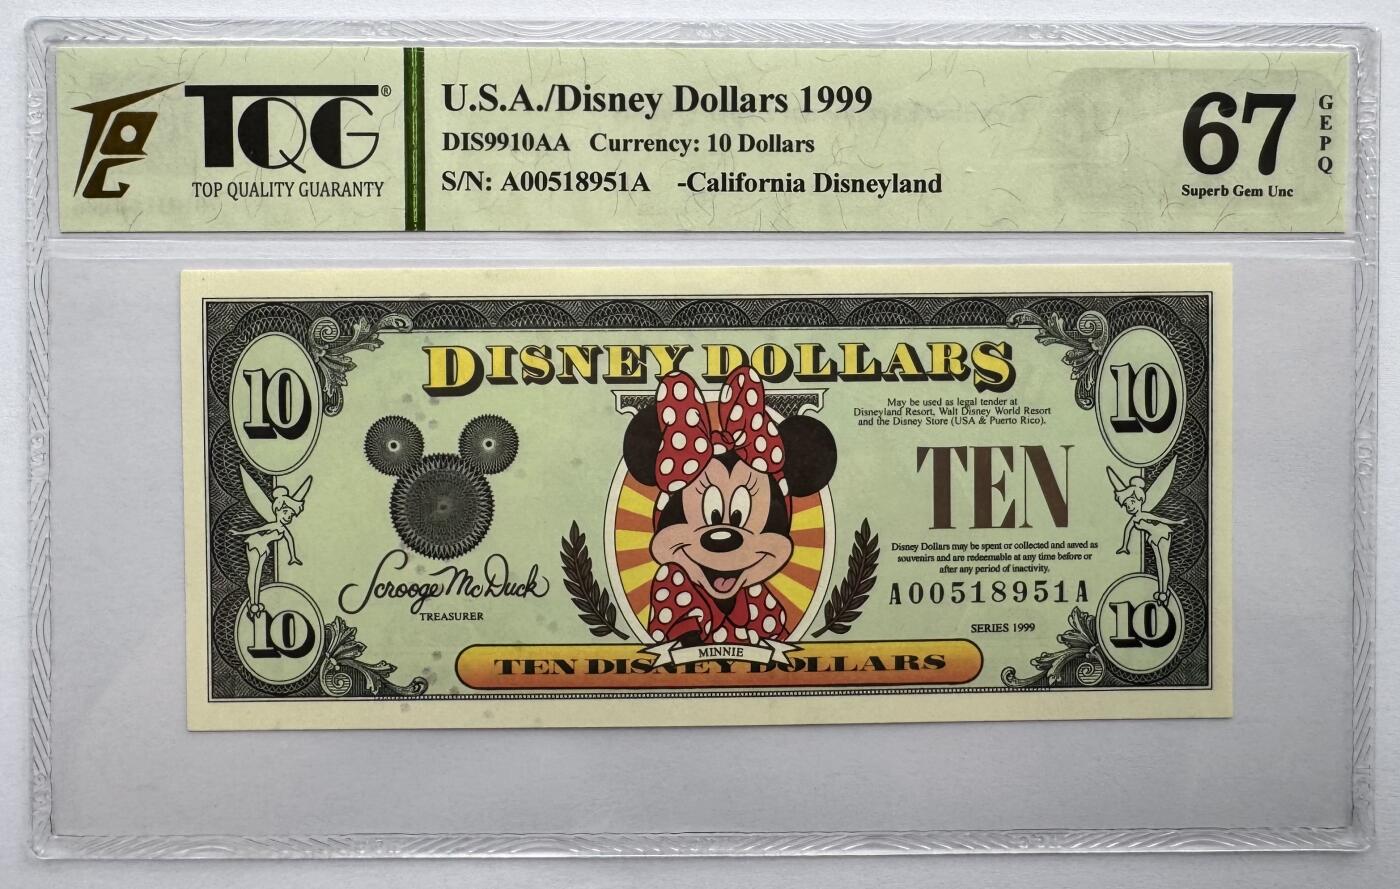 TQG®
TOP QUALITY GUARANTY
U.S.A./Disney Dollars 1999
DIS9910AA Currency: 10 Dollars
S/N: A00518951A -California Disneyland
67
Superb Gem Unc
GEPQ
10
10
DISNEY DOLLARS
May be used as legal tender at
Disneyland Resort, Walt Disney World Resort
and the Disney Store (USA & Puerto Rico).
TEN
Disney Dollars may be spent or collected and saved as
souvenirs and are redeemable at any time before or
after any period of inactivity.
A00518951A
SERIES 1999
Scrooge McDuck
TREASURER
10
10
MINNIE
TEN DISNEY DOLLARS